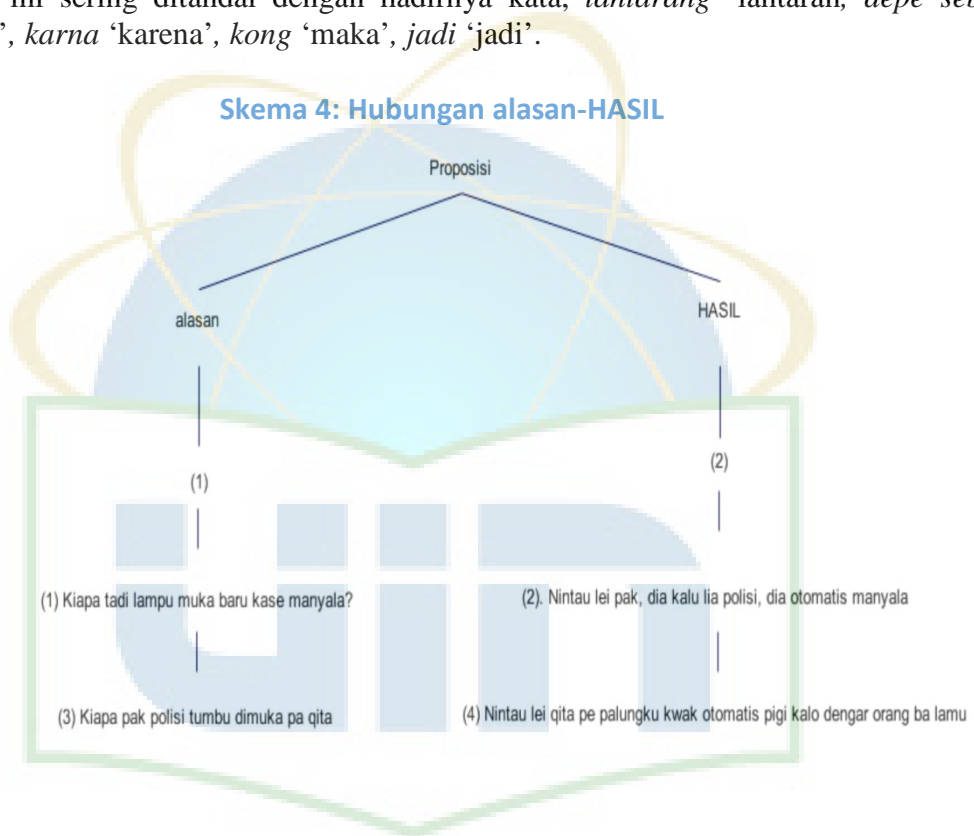 ini sering ditandai dengan hadirnya kata, lantarang ‘lantaran, depe
’, karna ‘karena’, kong ‘maka’, jadi ‘jadi’.
Skema 4: Hubungan alasan-HASIL
Proposisi
alasan
HASIL
(1)
(2)
(1) Kiapa tadi lampu muka baru kase manyala?
(2). Nintau lei pak, dia kalu lia polisi, dia otomatis manyala
(3) Kiapa pak polisi tumbu dimuka pa qita
(4) Nintau lei qita pe palungku kwak otomatis pigi kalo dengar orang ba lamu
uin